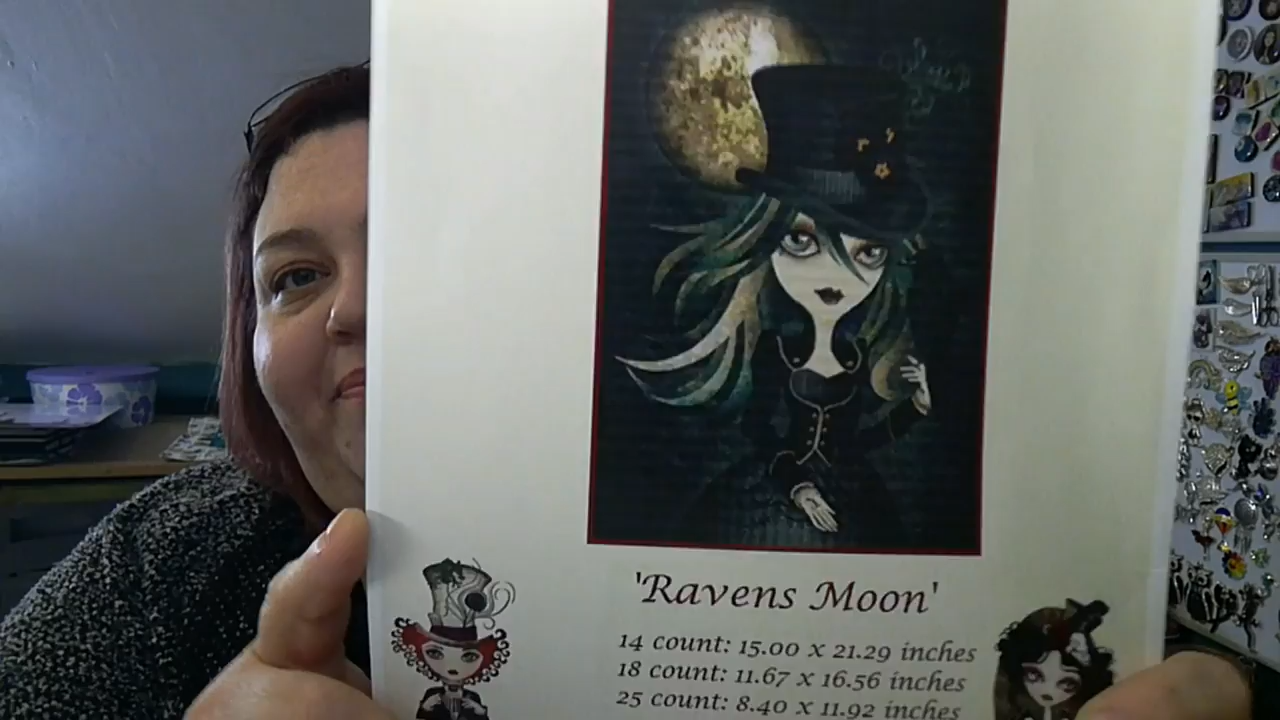 'Ravens Moon'
14 count: 15.00 x 21.29 inches
18 count: 11.67 x 16.56 inches
25 count: 8.40 x 11.92 inches